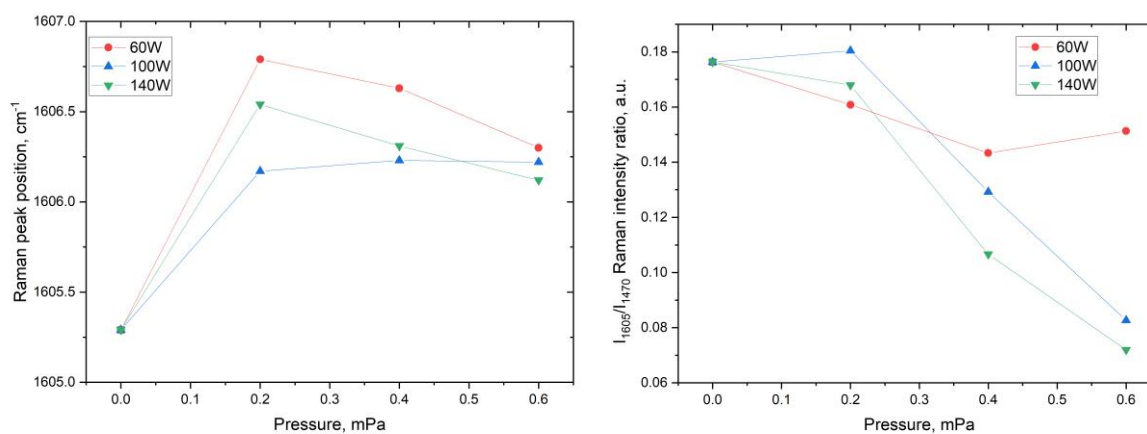 1607.0
1606.5
1606.0
1605.5
1605.0
Raman peak position, cm⁻¹
60W
100W
140W
0.0 0.1 0.2 0.3 0.4 0.5 0.6
Pressure, mPa
0.18
0.16
0.14
0.12
0.10
0.08
0.06
I₁₆₀₅/I₁₄₇₀ Raman intensity ratio, a.u.
60W
100W
140W
0.0 0.1 0.2 0.3 0.4 0.5 0.6
Pressure, mPa